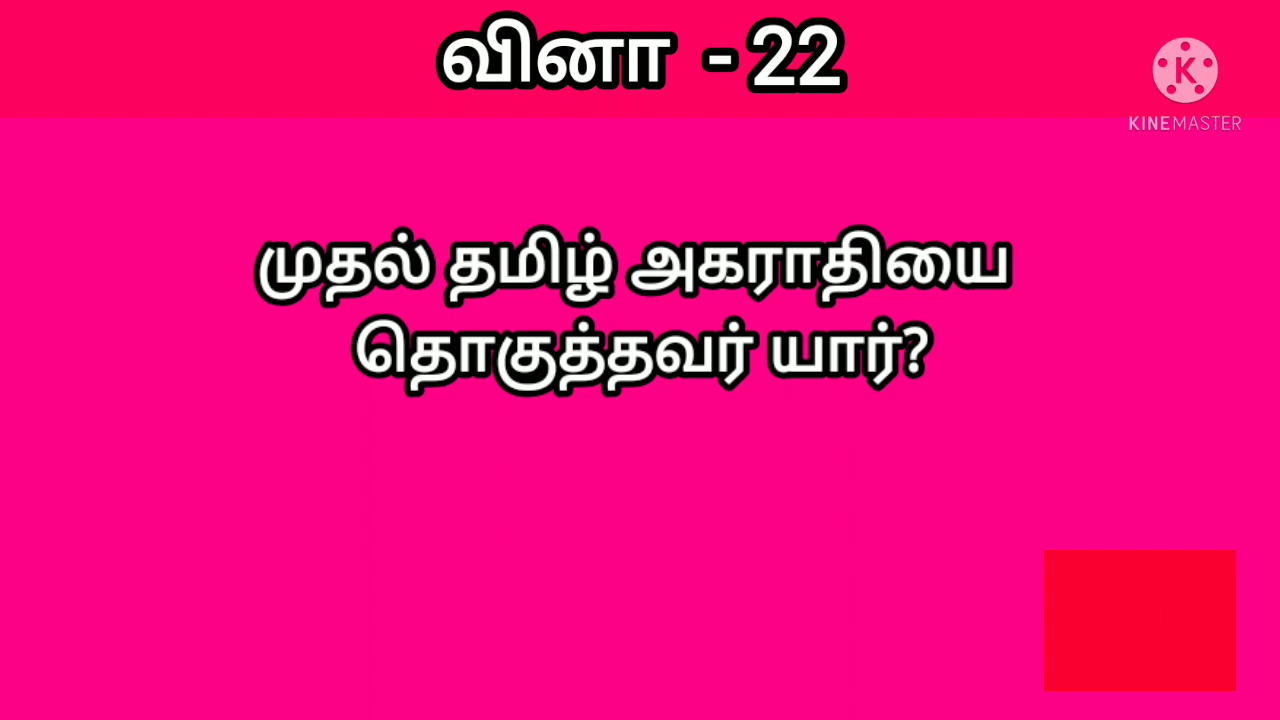 வினா - 22
KINEMASTER
முதல் தமிழ் அகராதியை
தொகுத்தவர் யார்?